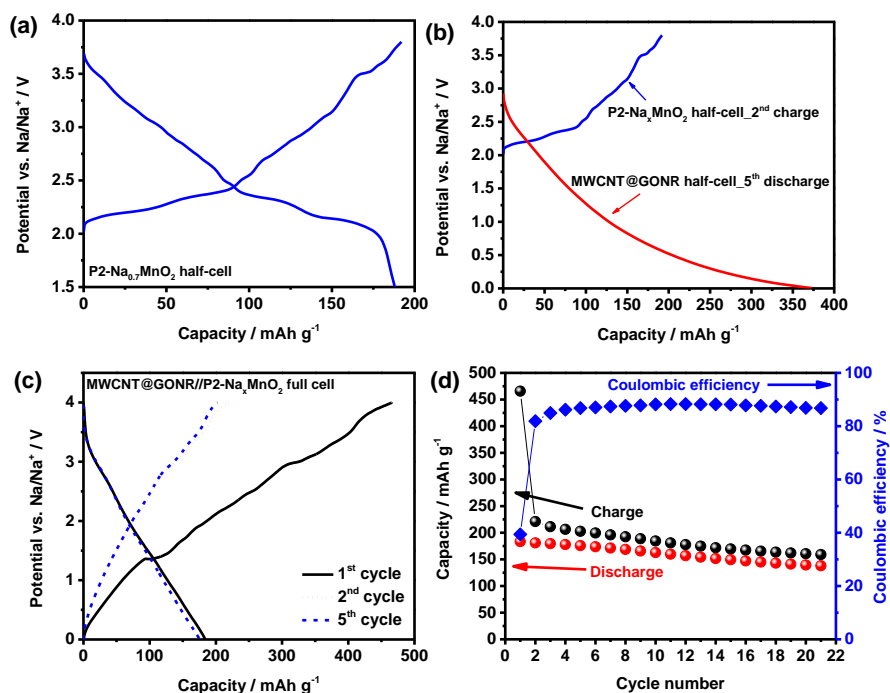 (a)
4.0
3.5
3.0
2.5
2.0
1.5
Potential vs. Na/Na⁺ / V
P2-Na₀.₇MnO₂ half-cell
0 50 100 150 200
Capacity / mAh g⁻¹
(b)
4.0
3.5
3.0
2.5
2.0
1.5
1.0
0.5
0.0
Potential vs. Na/Na⁺ / V
P2-NaₓMnO₂ half-cell_2ⁿᵈ charge
MWCNT@GONR half-cell_5ᵗʰ discharge
0 50 100 150 200 250 300 350 400
Capacity / mAh g⁻¹
(c)
MWCNT@GONR//P2-NaₓMnO₂ full cell
4
3
2
1
0
Potential vs. Na/Na⁺ / V
1ˢᵗ cycle
2ⁿᵈ cycle
5ᵗʰ cycle
0 100 200 300 400 500
Capacity / mAh g⁻¹
(d)
500
450
400
350
300
250
200
150
100
50
0
Capacity / mAh g⁻¹
Coulombic efficiency
Charge
Discharge
100
80
60
40
20
0
Coulombic efficiency / %
0 2 4 6 8 10 12 14 16 18 20 22
Cycle number